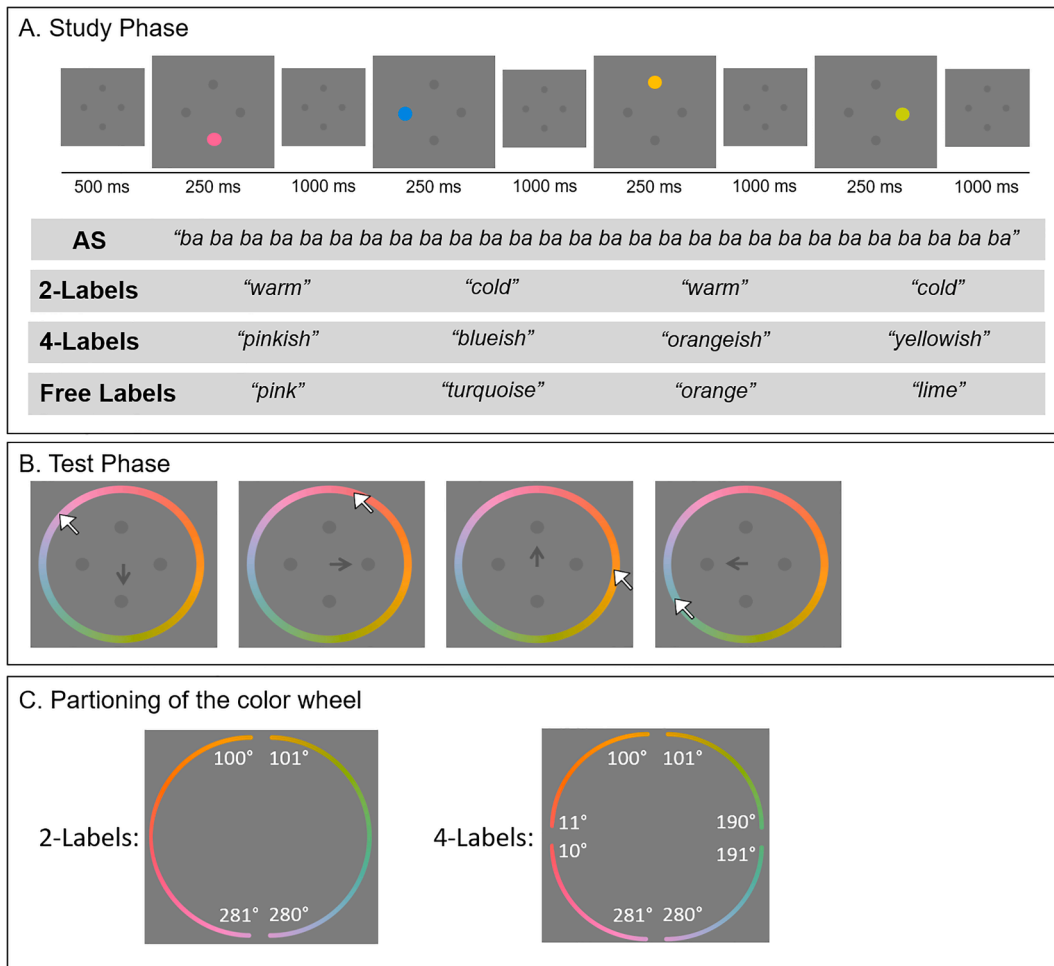 A. Study Phase
500 ms 250 ms 1000 ms 250 ms 1000 ms 250 ms 1000 ms 250 ms 1000 ms
AS “ba ba ba ba ba ba ba ba ba ba ba ba ba ba ba ba ba ba ba ba ba ba ba ba ba ba ba ba”
2-Labels “warm” “cold” “warm” “cold”
4-Labels “pinkish” “blueish” “orangeish” “yellowish”
Free Labels “pink” “turquoise” “orange” “lime”
B. Test Phase
C. Partioning of the color wheel
100° 101° 100° 101°
11° 190°
2-Labels: 4-Labels:
10° 191°
281° 280° 281° 280°